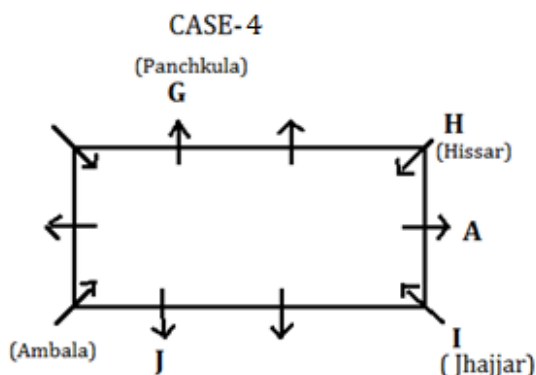 CASE-4
(Panchkula)
G
H
(Hissar)
A
(Ambala)
J
I
( Jhajjar)